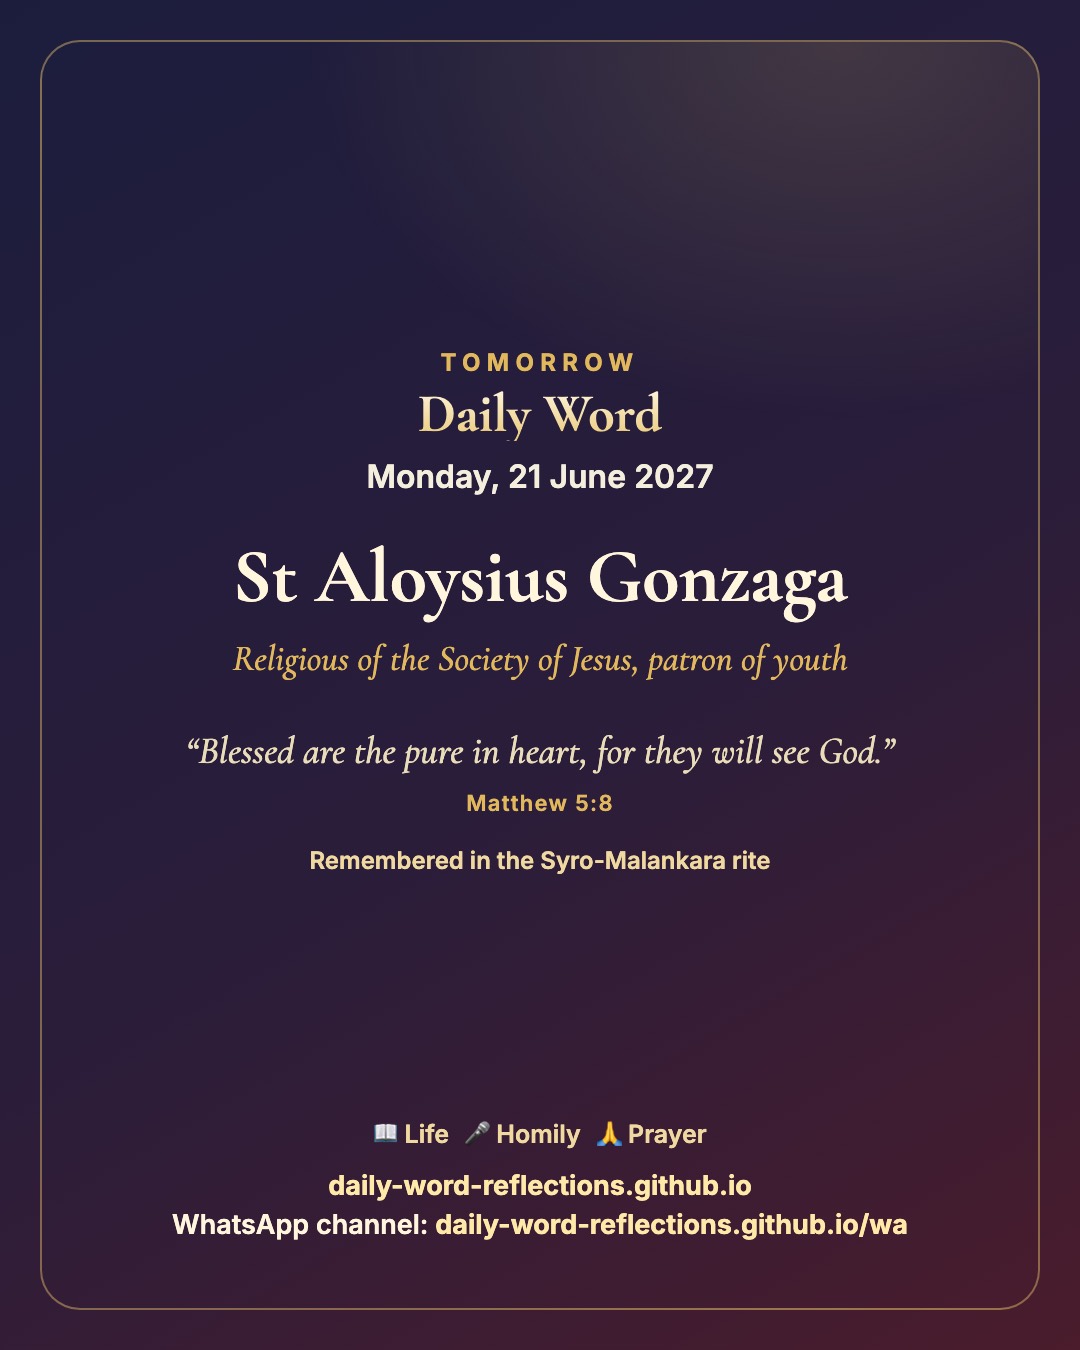 TOMORROW
Daily Word
Monday, 21 June 2027
St Aloysius Gonzaga
Religious of the Society of Jesus, patron of youth
“Blessed are the pure in heart, for they will see God.”
Matthew 5:8
Remembered in the Syro-Malankara rite
📖 Life 🎤 Homily 🙏 Prayer
daily-word-reflections.github.io
WhatsApp channel: daily-word-reflections.github.io/wa